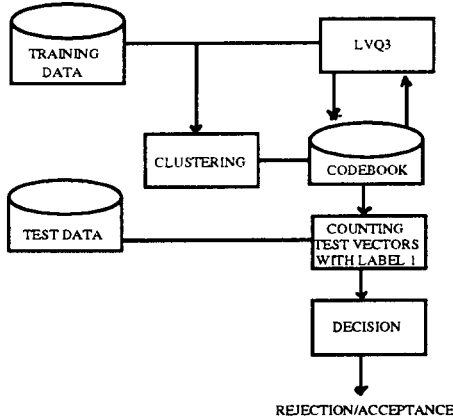 TRAINING
DATA
LVQ3
CLUSTERING
CODEBOOK
TEST DATA
COUNTING
TEST VECTORS
WITH LABEL 1
DECISION
REJECTION/ACCEPTANCE